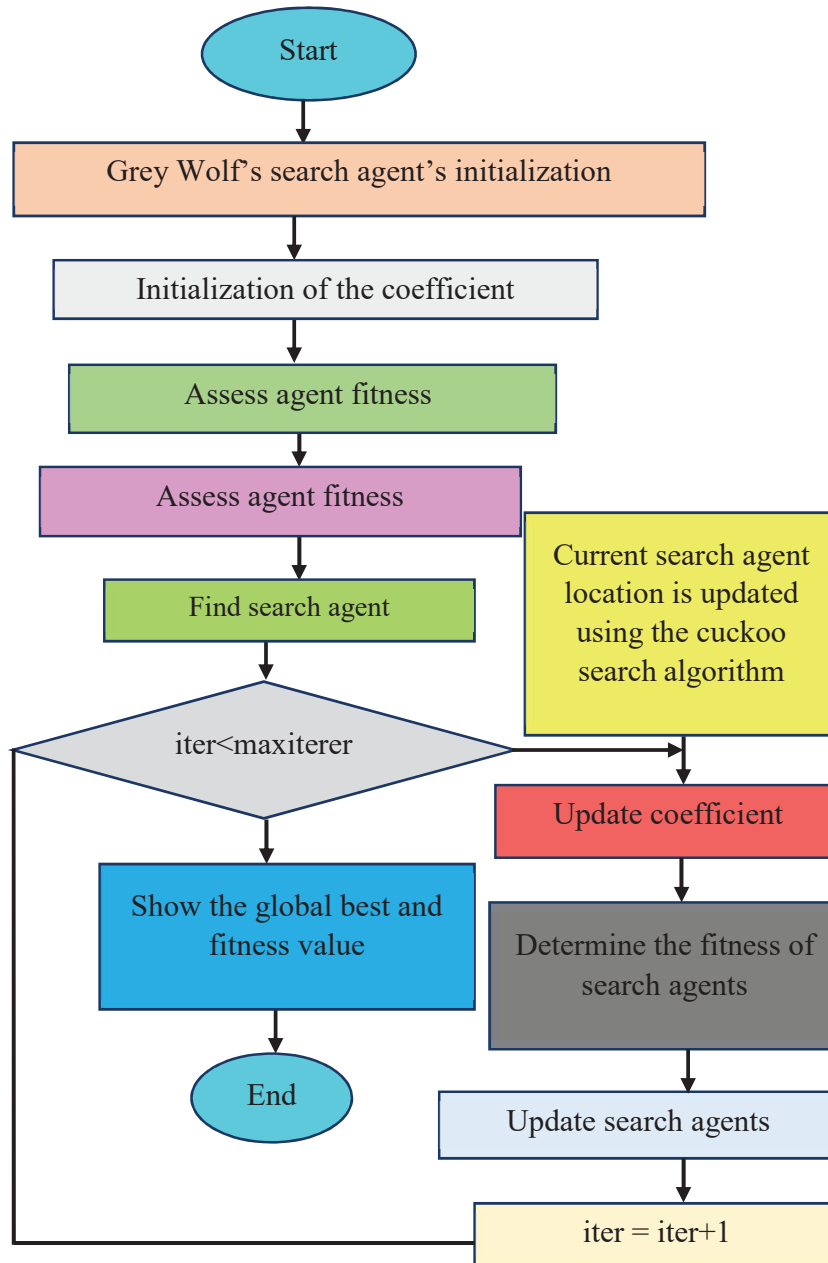 Start
Grey Wolf’s search agent’s initialization
Initialization of the coefficient
Assess agent fitness
Assess agent fitness
Find search agent
iter<maxiterer
Current search agent
location is updated
using the cuckoo
search algorithm
Update coefficient
Determine the fitness of
search agents
Update search agents
iter = iter+1
Show the global best and
fitness value
End